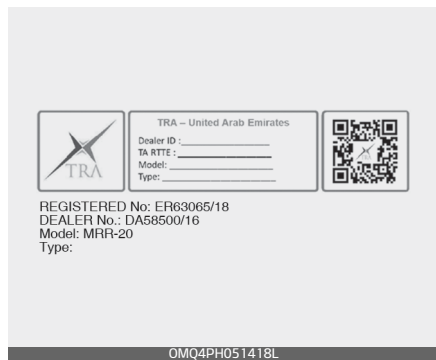 TRA
TRA – United Arab Emirates
Dealer ID :
TA RTTE :
Model:
Type:
REGISTERED No: ER63065/18
DEALER No.: DA58500/16
Model: MRR-20
Type:
OMQ4PH051418L